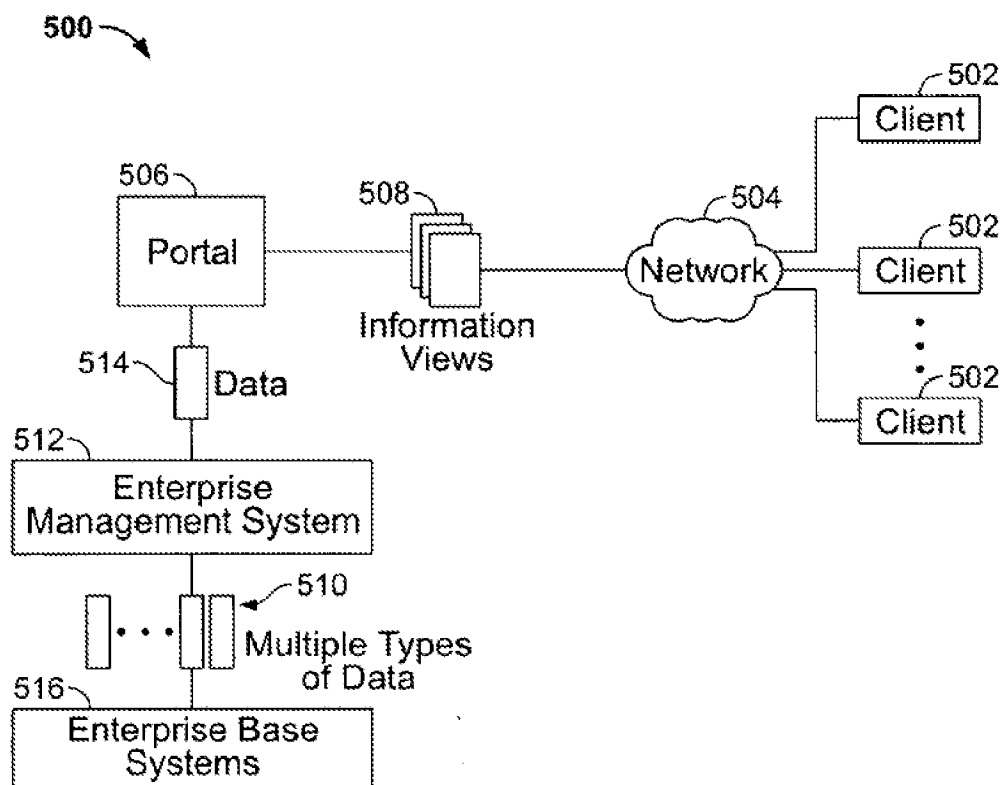 500
502
Client
506
Portal
508
Information
Views
504
Network
502
Client
502
Client
514
Data
512
Enterprise
Management System
510
Multiple Types
of Data
516
Enterprise Base
Systems